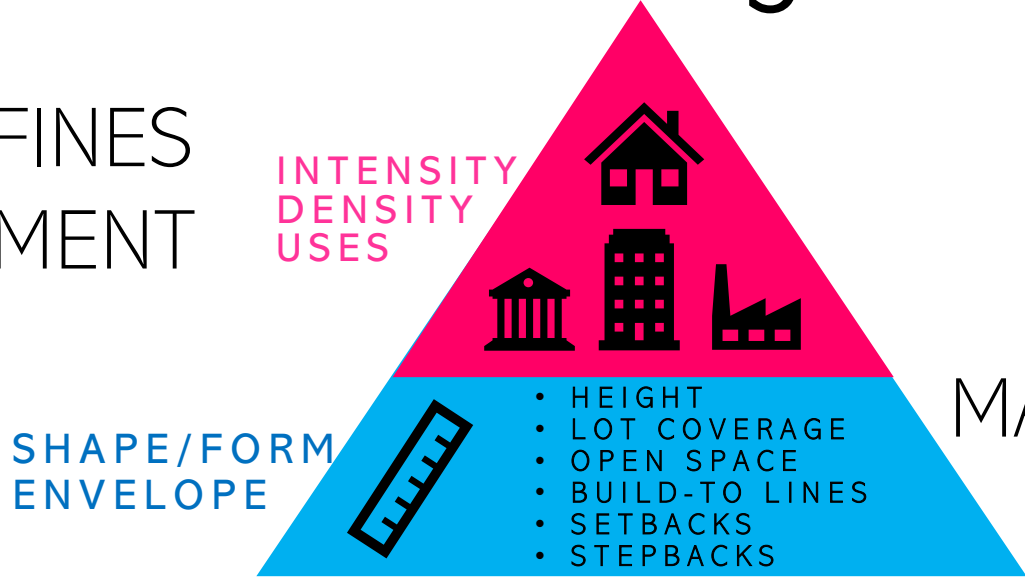 FINES
MENT
INTENSITY
DENSITY
USES
SHAPE/FORM
ENVELOPE
• HEIGHT
• LOT COVERAGE
• OPEN SPACE
• BUILD-TO LINES
• SETBACKS
• STEPBACKS
MA